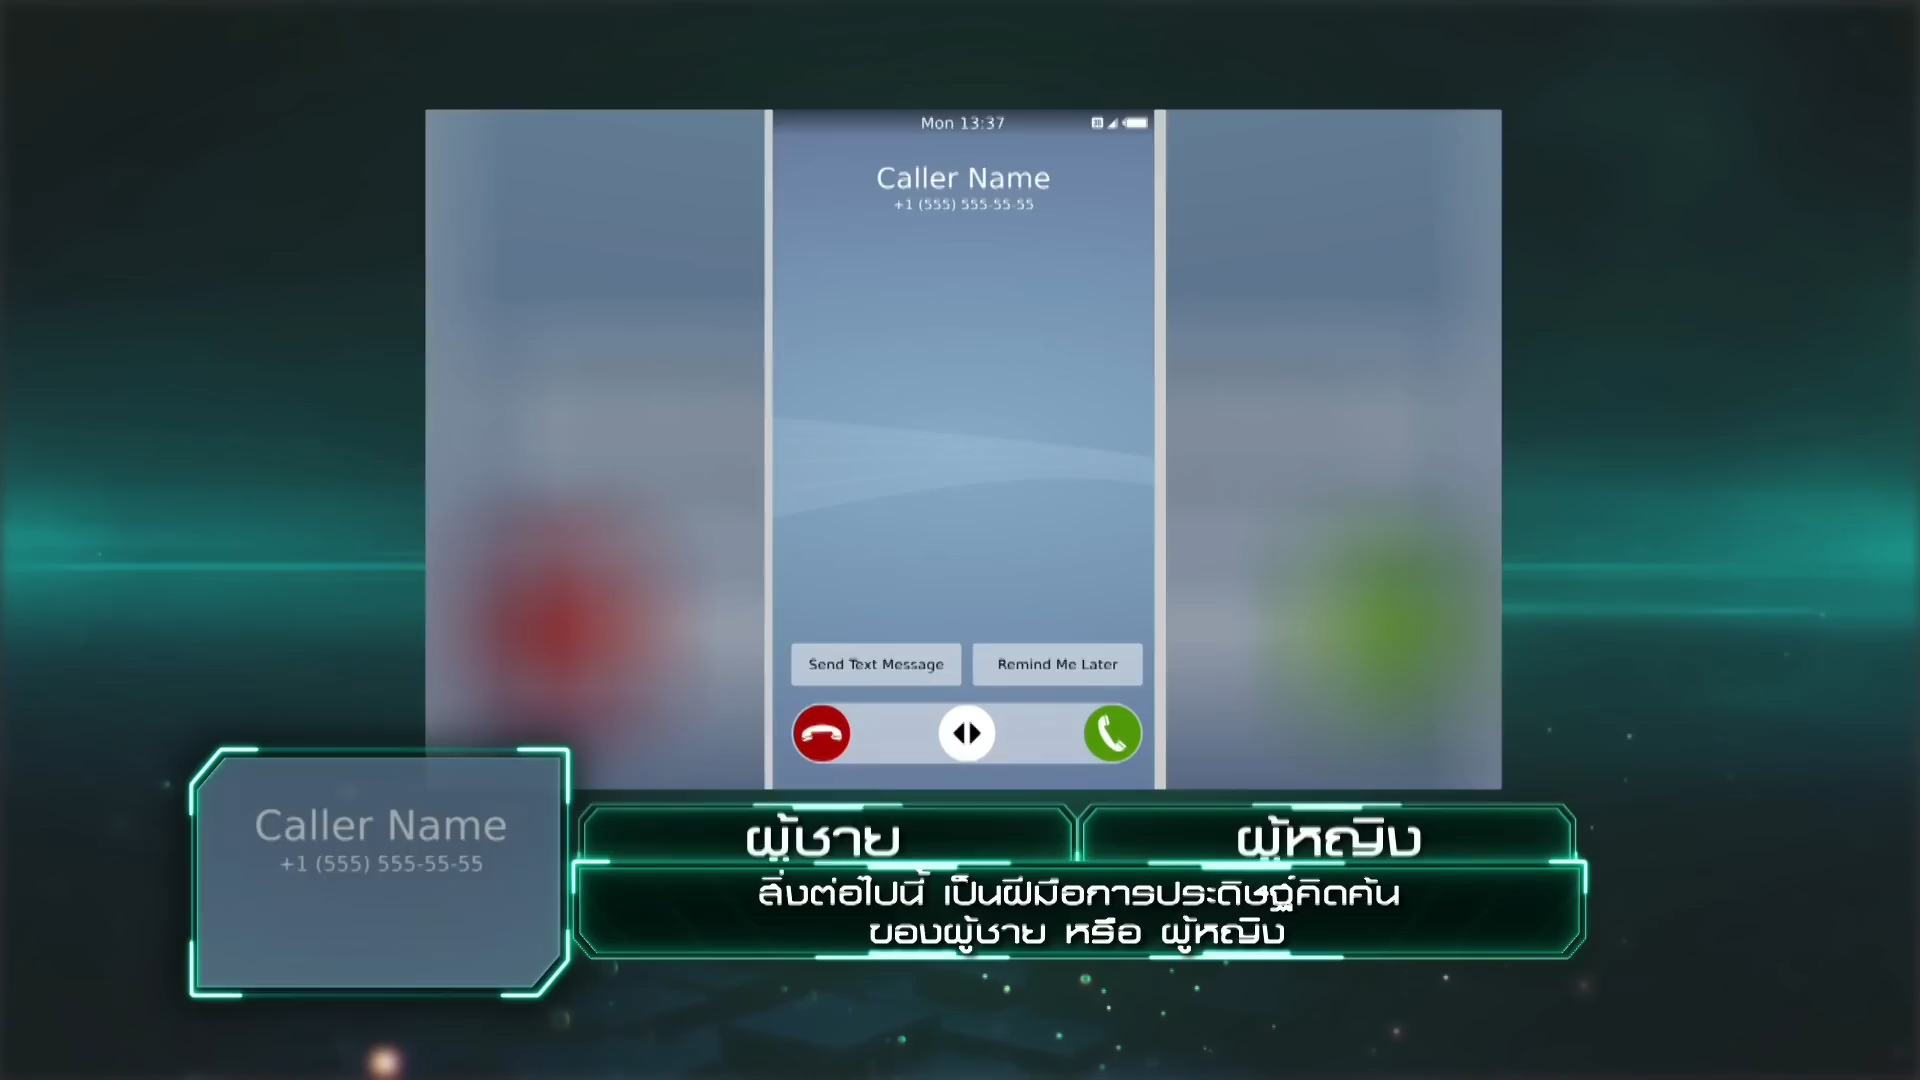 Mon 13:37
Caller Name
+1 (555) 555-55-55
Send Text Message
Remind Me Later
Caller Name
+1 (555) 555-55-55
ผู้ชาย
ผู้หญิง
สิ่งต่อไปนี้ เป็นฝีมือการประดิษฐ์คิดค้น
ของผู้ชาย หรือ ผู้หญิง